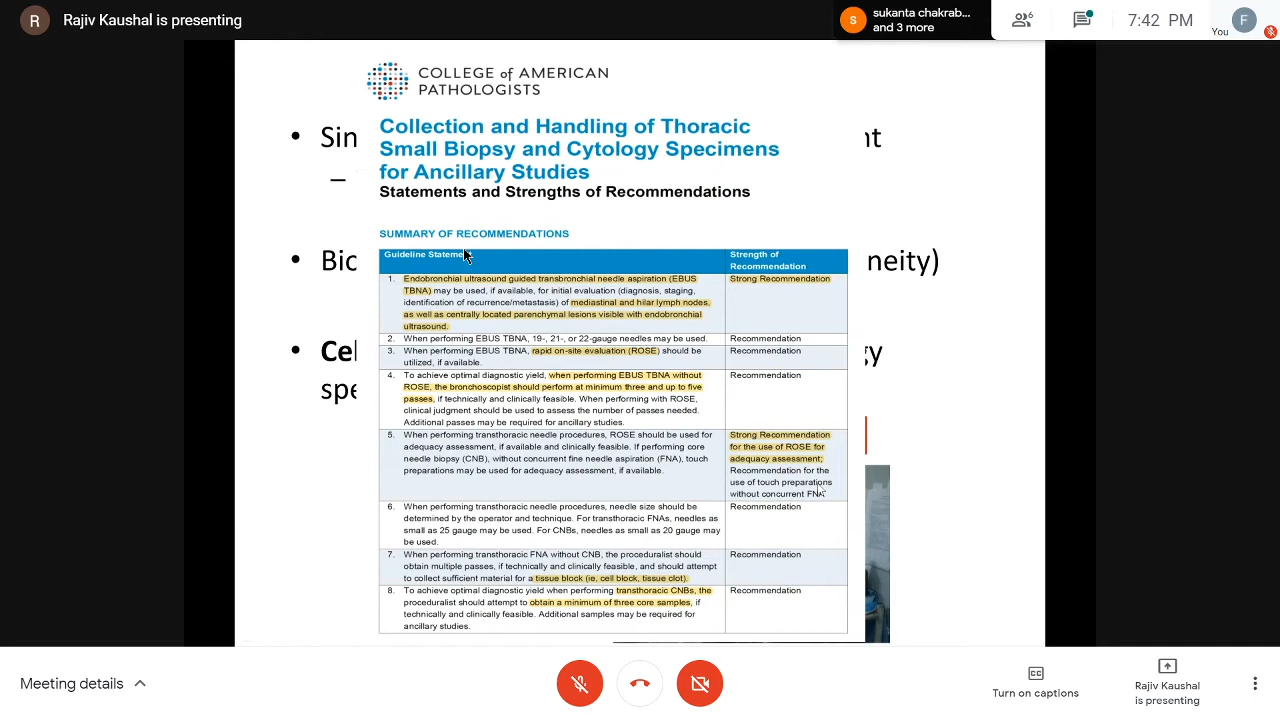 R
Rajiv Kaushal is presenting
S
sukanta chakrab...
and 3 more
6
7:42 PM
You
F
COLLEGE of AMERICAN
PATHOLOGISTS
Collection and Handling of Thoracic
Small Biopsy and Cytology Specimens
for Ancillary Studies
Statements and Strengths of Recommendations
• Sin
nt
–
• Bio
neity)
• Cel
gy
spe
SUMMARY OF RECOMMENDATIONS
Guideline Statement
Strength of
Recommendation
1. Endobronchial ultrasound guided transbronchial needle aspiration (EBUS
TBNA) may be used, if available, for initial evaluation (diagnosis, staging,
identification of recurrence/metastasis) of mediastinal and hilar lymph nodes,
as well as centrally located parenchymal lesions visible with endobronchial
ultrasound.
Strong Recommendation
2. When performing EBUS TBNA, 19-, 21-, or 22-gauge needles may be used.
Recommendation
3. When performing EBUS TBNA, rapid on-site evaluation (ROSE) should be
utilized, if available.
Recommendation
4. To achieve optimal diagnostic yield, when performing EBUS TBNA without
ROSE, the bronchoscopist should perform at minimum three and up to five
passes, if technically and clinically feasible. When performing with ROSE,
clinical judgment should be used to assess the number of passes needed.
Additional passes may be required for ancillary studies.
Recommendation
5. When performing transthoracic needle procedures, ROSE should be used for
adequacy assessment, if available and clinically feasible. If performing core
needle biopsy (CNB), without concurrent fine needle aspiration (FNA), touch
preparations may be used for adequacy assessment, if available.
Strong Recommendation
for the use of ROSE for
adequacy assessment;
Recommendation for the
use of touch preparations
without concurrent FNA
6. When performing transthoracic needle procedures, needle size should be
determined by the operator and technique. For transthoracic FNAs, needles as
small as 25 gauge may be used. For CNBs, needles as small as 20 gauge may
be used.
Recommendation
7. When performing transthoracic FNA without CNB, the proceduralist should
obtain multiple passes, if technically and clinically feasible, and should attempt
to collect sufficient material for a tissue block (ie, cell block, tissue clot).
Recommendation
8. To achieve optimal diagnostic yield when performing transthoracic CNBs, the
proceduralist should attempt to obtain a minimum of three core samples, if
technically and clinically feasible. Additional samples may be required for
ancillary studies.
Recommendation
Meeting details
CC
Turn on captions
Rajiv Kaushal
is presenting